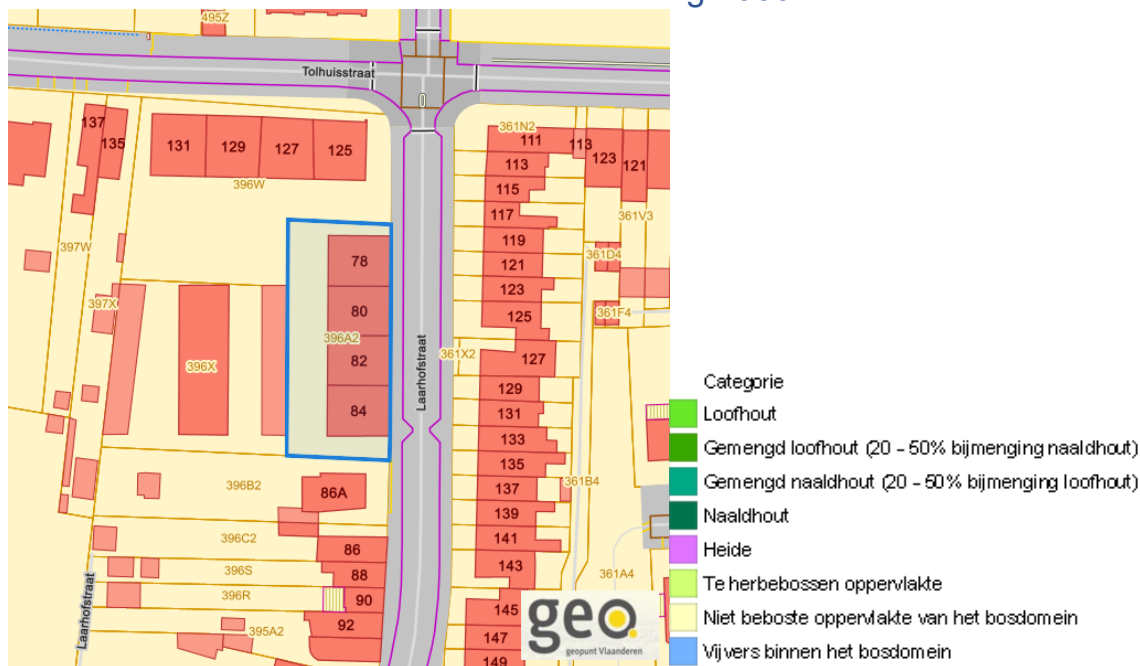 495Z
Tolhuisstraat
137
135
131
129
127
125
396W
361N2
111
113
123
121
113
115
117
361V3
119
361D4
121
123
361F4
125
397W
397X
78
80
396A2
82
84
396X
Laarhofstraat
361X2
127
129
131
133
135
137
361B4
139
141
143
361A4
145
147
149
396B2
86A
396C2
86
396S
88
396R
90
92
395A2
Laarhofstraat
geo
geopunt Vlaanderen
Categorie
Loofhout
Gemengd loofhout (20 - 50% bijmenging naaldhout)
Gemengd naaldhout (20 - 50% bijmenging loofhout)
Naaldhout
Heide
Te herbebossen oppervlakte
Niet beboste oppervlakte van het bosdomein
Vijvers binnen het bosdomein